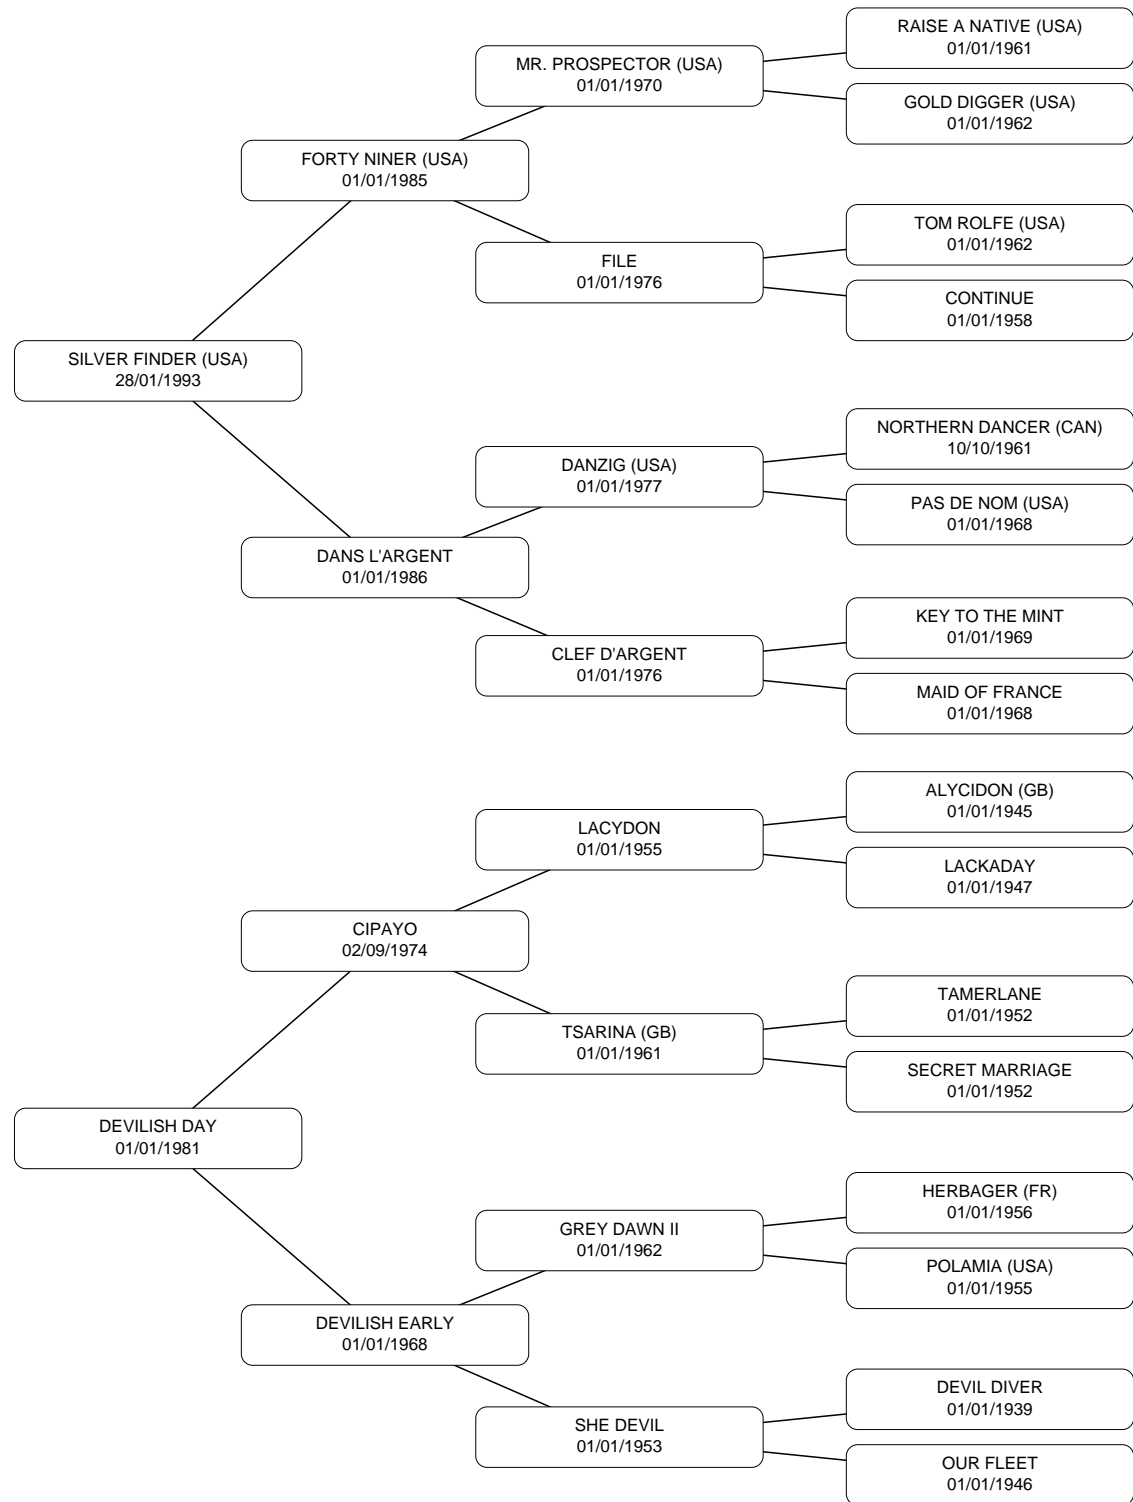 RAISE A NATIVE (USA)
01/01/1961
MR. PROSPECTOR (USA)
01/01/1970
GOLD DIGGER (USA)
01/01/1962
FORTY NINER (USA)
01/01/1985
TOM ROLFE (USA)
01/01/1962
FILE
01/01/1976
CONTINUE
01/01/1958
SILVER FINDER (USA)
28/01/1993
NORTHERN DANCER (CAN)
10/10/1961
DANZIG (USA)
01/01/1977
PAS DE NOM (USA)
01/01/1968
DANS L'ARGENT
01/01/1986
KEY TO THE MINT
01/01/1969
CLEF D'ARGENT
01/01/1976
MAID OF FRANCE
01/01/1968
ALYCIDON (GB)
01/01/1945
LACYDON
01/01/1955
LACKADAY
01/01/1947
CIPAYO
02/09/1974
TAMERLANE
01/01/1952
TSARINA (GB)
01/01/1961
SECRET MARRIAGE
01/01/1952
DEVILISH DAY
01/01/1981
HERBAGER (FR)
01/01/1956
GREY DAWN II
01/01/1962
POLAMIA (USA)
01/01/1955
DEVILISH EARLY
01/01/1968
DEVIL DIVER
01/01/1939
SHE DEVIL
01/01/1953
OUR FLEET
01/01/1946